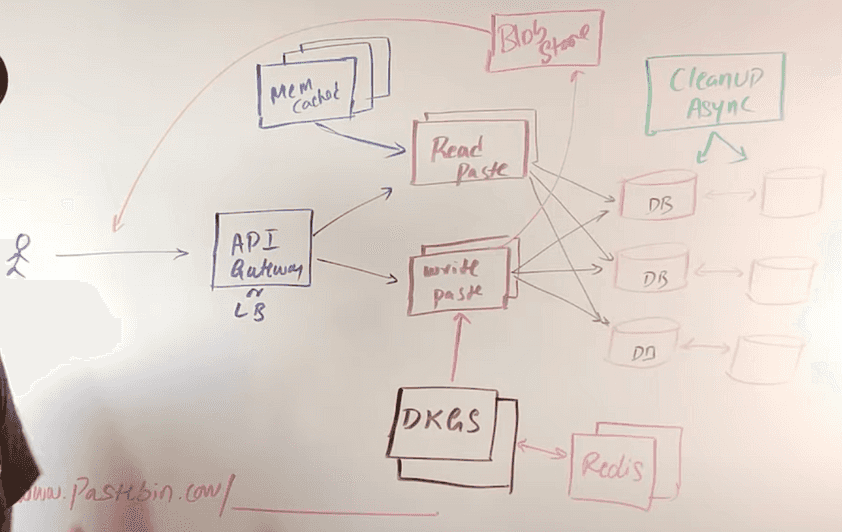 Blob
Store
Mem
Cached
CleanUP
Async
Read
Paste
DB
API
Gateway
or
LB
write
paste
DB
DB
DKGS
Redis
www.Pastebin.com/